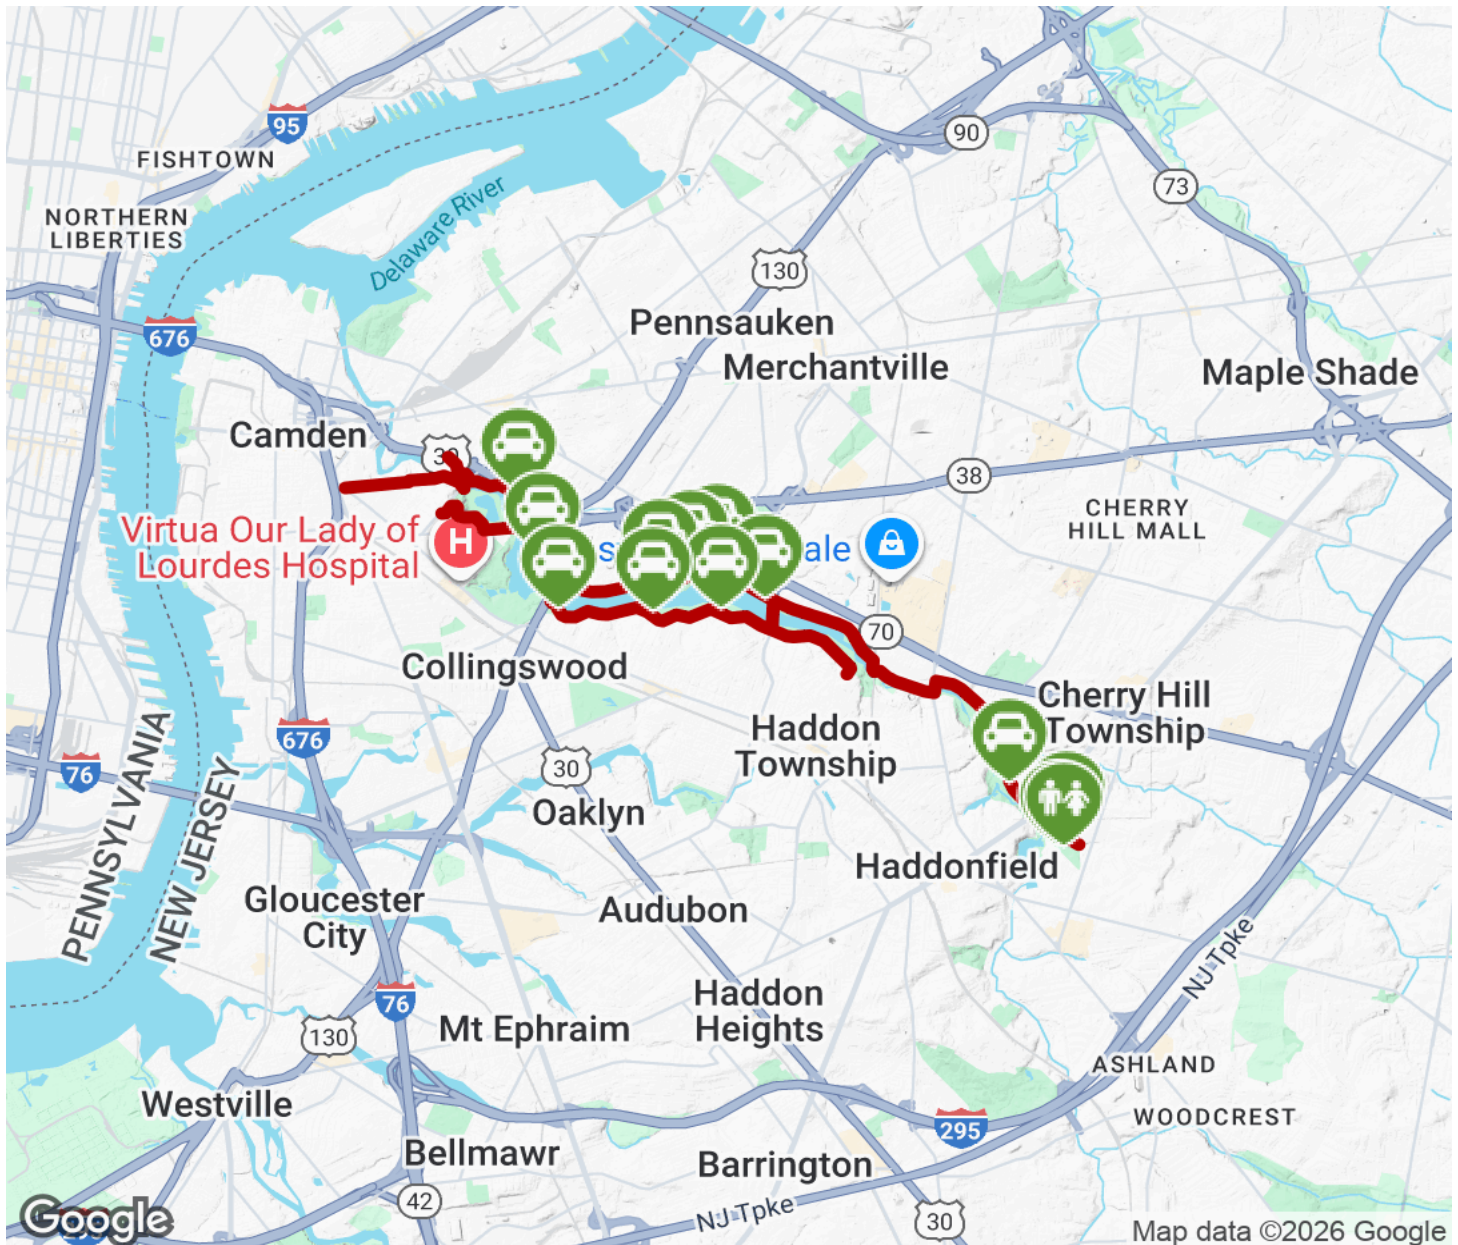 95
90
FISHTOWN
73
NORTHERN
LIBERTIES
Delaware River
130
Pennsauken
676
Merchantville
Maple Shade
Camden
38
CHERRY
HILL MALL
Virtua Our Lady of
Lourdes Hospital
H
s
ale
70
Collingswood
Cherry Hill
Township
Haddon
Township
676
30
76
PENNSYLVANIA
NEW JERSEY
Oaklyn
Haddonfield
Gloucester
City
Audubon
NJ Tpke
76
Haddon
Heights
130
Mt Ephraim
ASHLAND
Westville
WOODCREST
295
Bellmawr
Barrington
42
NJ Tpke
30
Google
Map data ©2026 Google